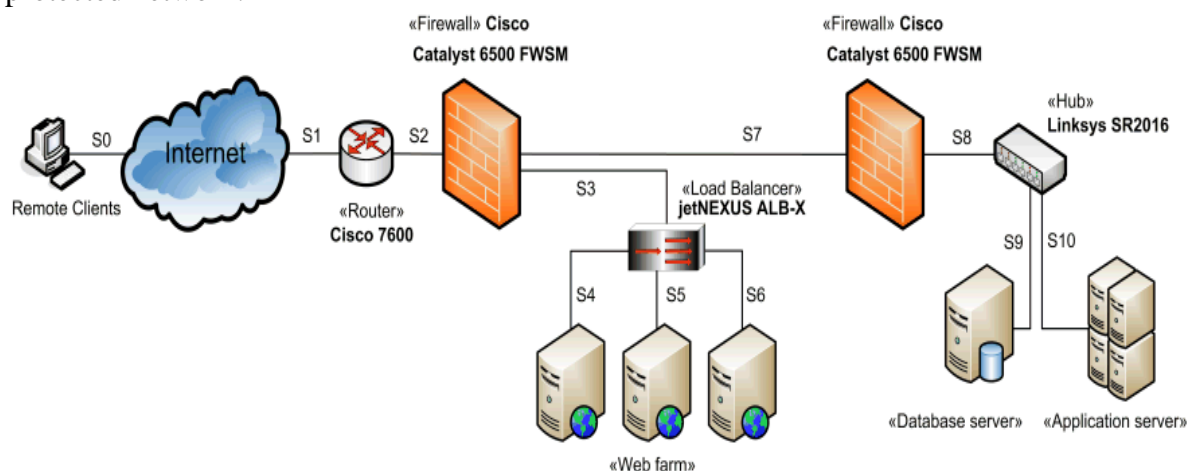 «Firewall» Cisco
Catalyst 6500 FWSM
«Firewall» Cisco
Catalyst 6500 FWSM
«Hub»
Linksys SR2016
S0
Internet
S1
S2
S7
S8
S3
Remote Clients
«Router»
Cisco 7600
«Load Balancer»
jetNEXUS ALB-X
S4
S5
S6
S9
S10
«Database server»
«Application server»
«Web farm»